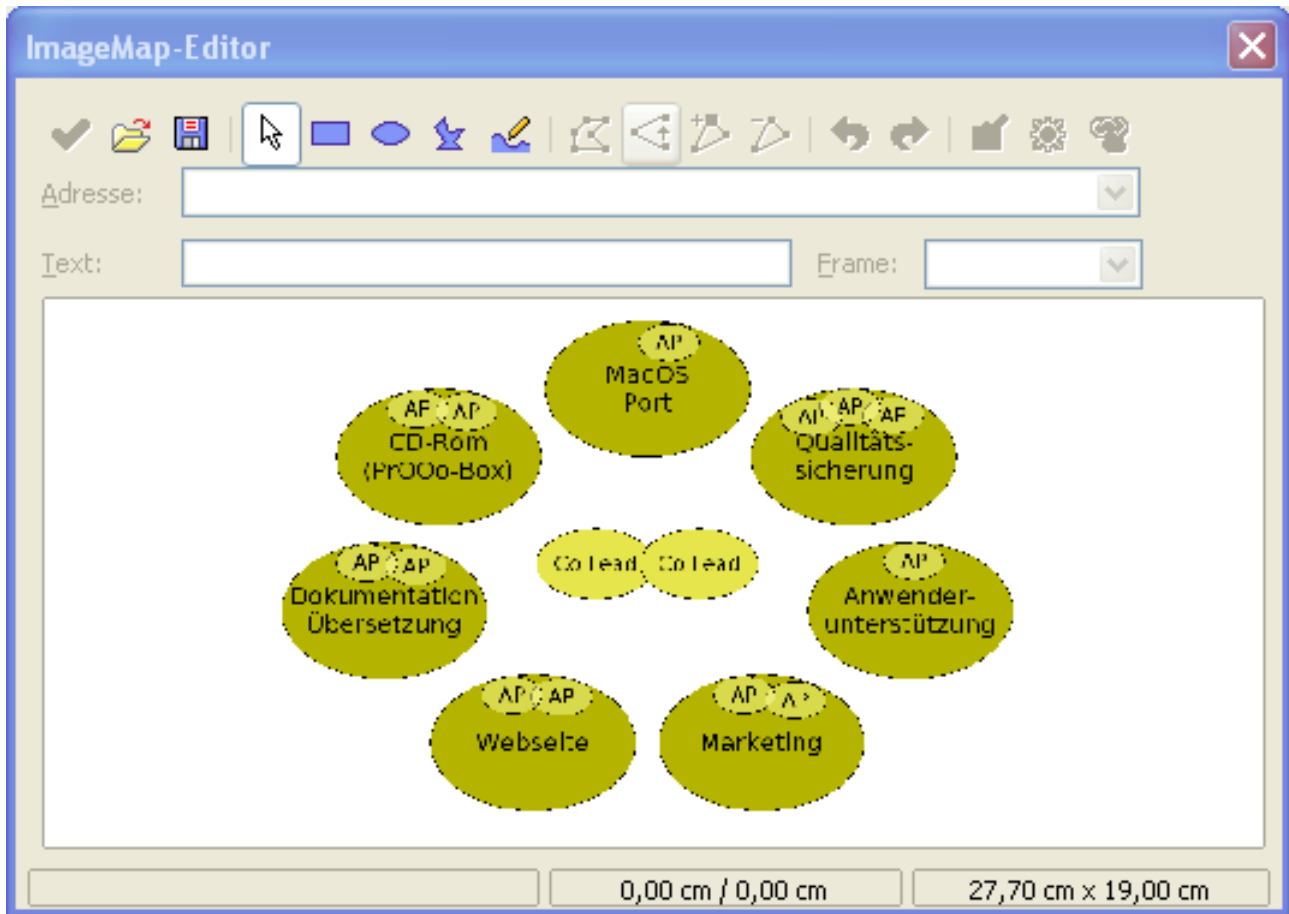 ImageMap-Editor
Adresse:
Text:
Frame:
AP
MacOS
Port
AP AP
CD-Rom
(PrOOo-Box)
AP AP AP
Qualitäts-
sicherung
Co Lead Co Lead
AP AP
Dokumentation
Übersetzung
AP
Anwender-
unterstützung
AP AP
Webseite
AP AP
Marketing
0,00 cm / 0,00 cm
27,70 cm x 19,00 cm